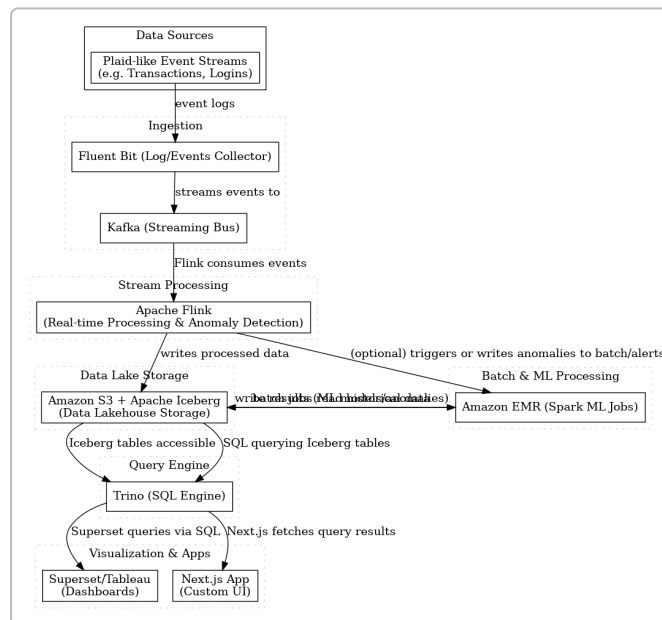 Data Sources
Plaid-like Event Streams
(e.g. Transactions, Logins)
event logs
Ingestion
Fluent Bit (Log/Events Collector)
streams events to
Kafka (Streaming Bus)
Flink consumes events
Stream Processing
Apache Flink
(Real-time Processing & Anomaly Detection)
writes processed data
(optional) triggers or writes anomalies to batch/alerts
Data Lake Storage
Batch & ML Processing
Amazon S3 + Apache Iceberg
(Data Lakehouse Storage)
Amazon EMR (Spark ML Jobs)
Iceberg tables accessible
SQL querying Iceberg tables
Query Engine
Trino (SQL Engine)
Superset queries via SQL
Next.js fetches query results
Visualization & Apps
Superset/Tableau
(Dashboards)
Next.js App
(Custom UI)